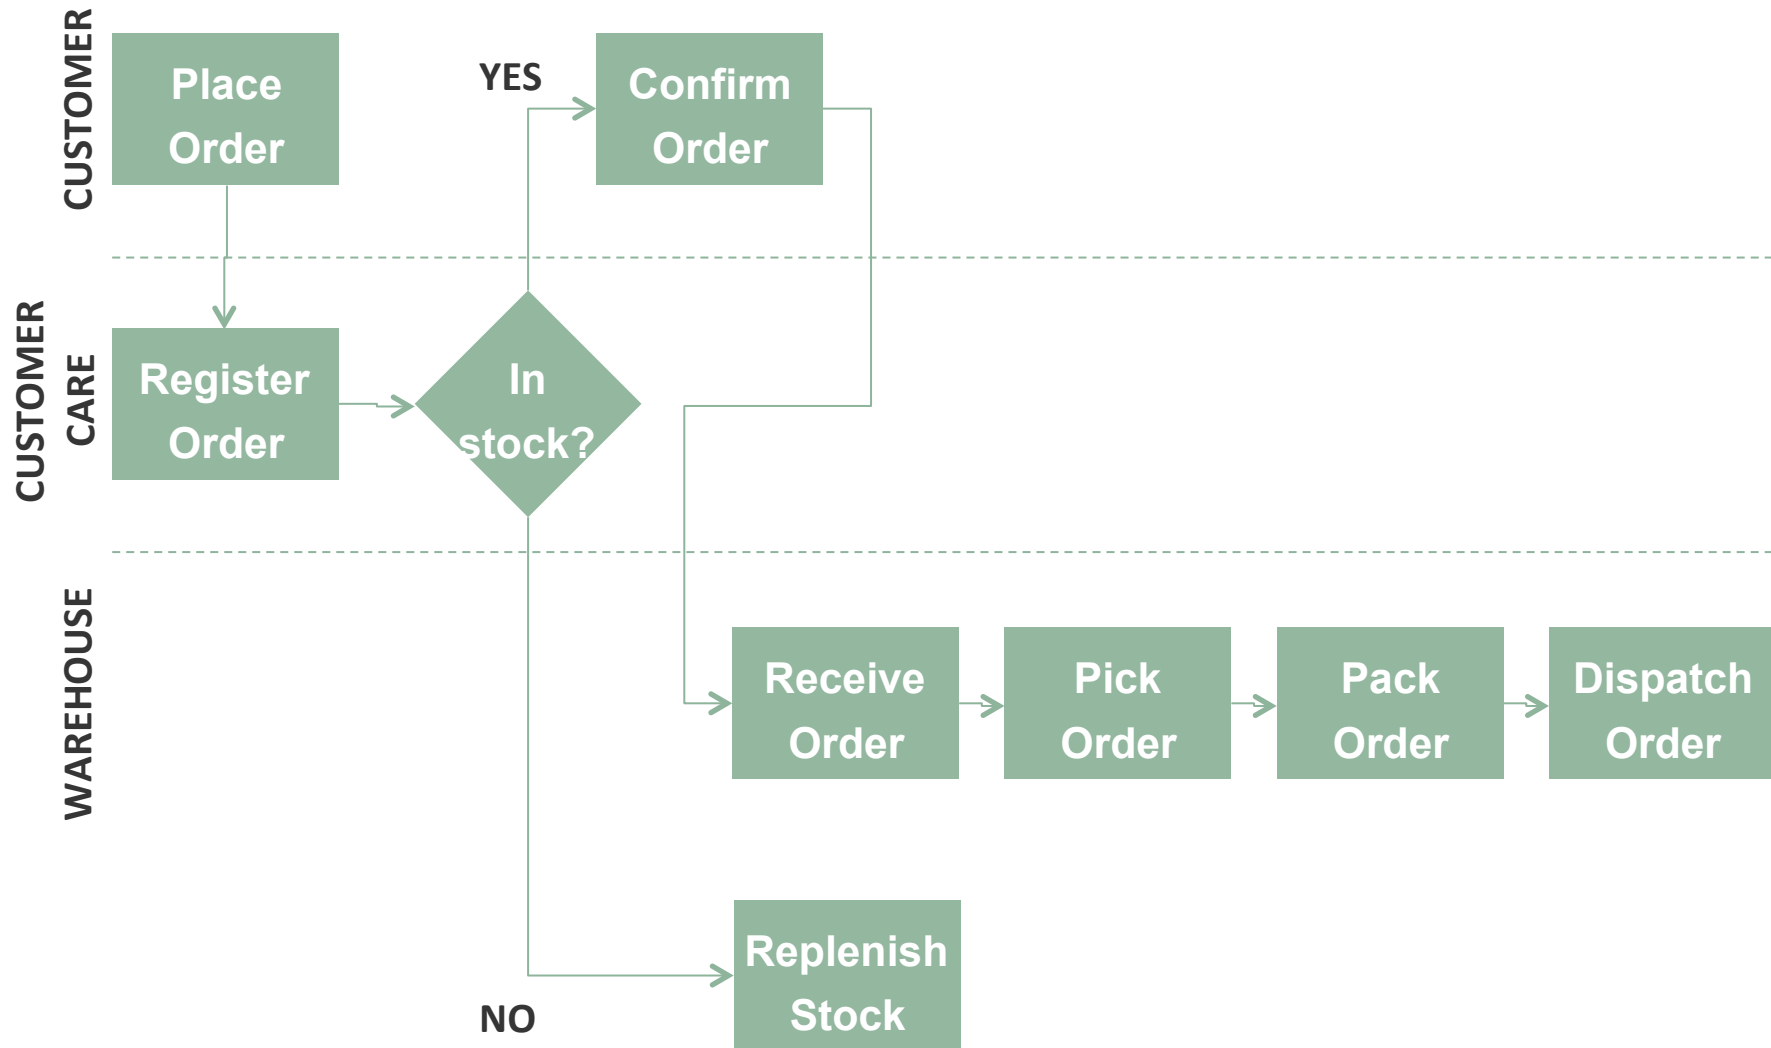 CUSTOMER
Place
Order
YES
Confirm
Order
CUSTOMER
CARE
Register
Order
In
stock?
WAREHOUSE
Receive
Order
Pick
Order
Pack
Order
Dispatch
Order
NO
Replenish
Stock